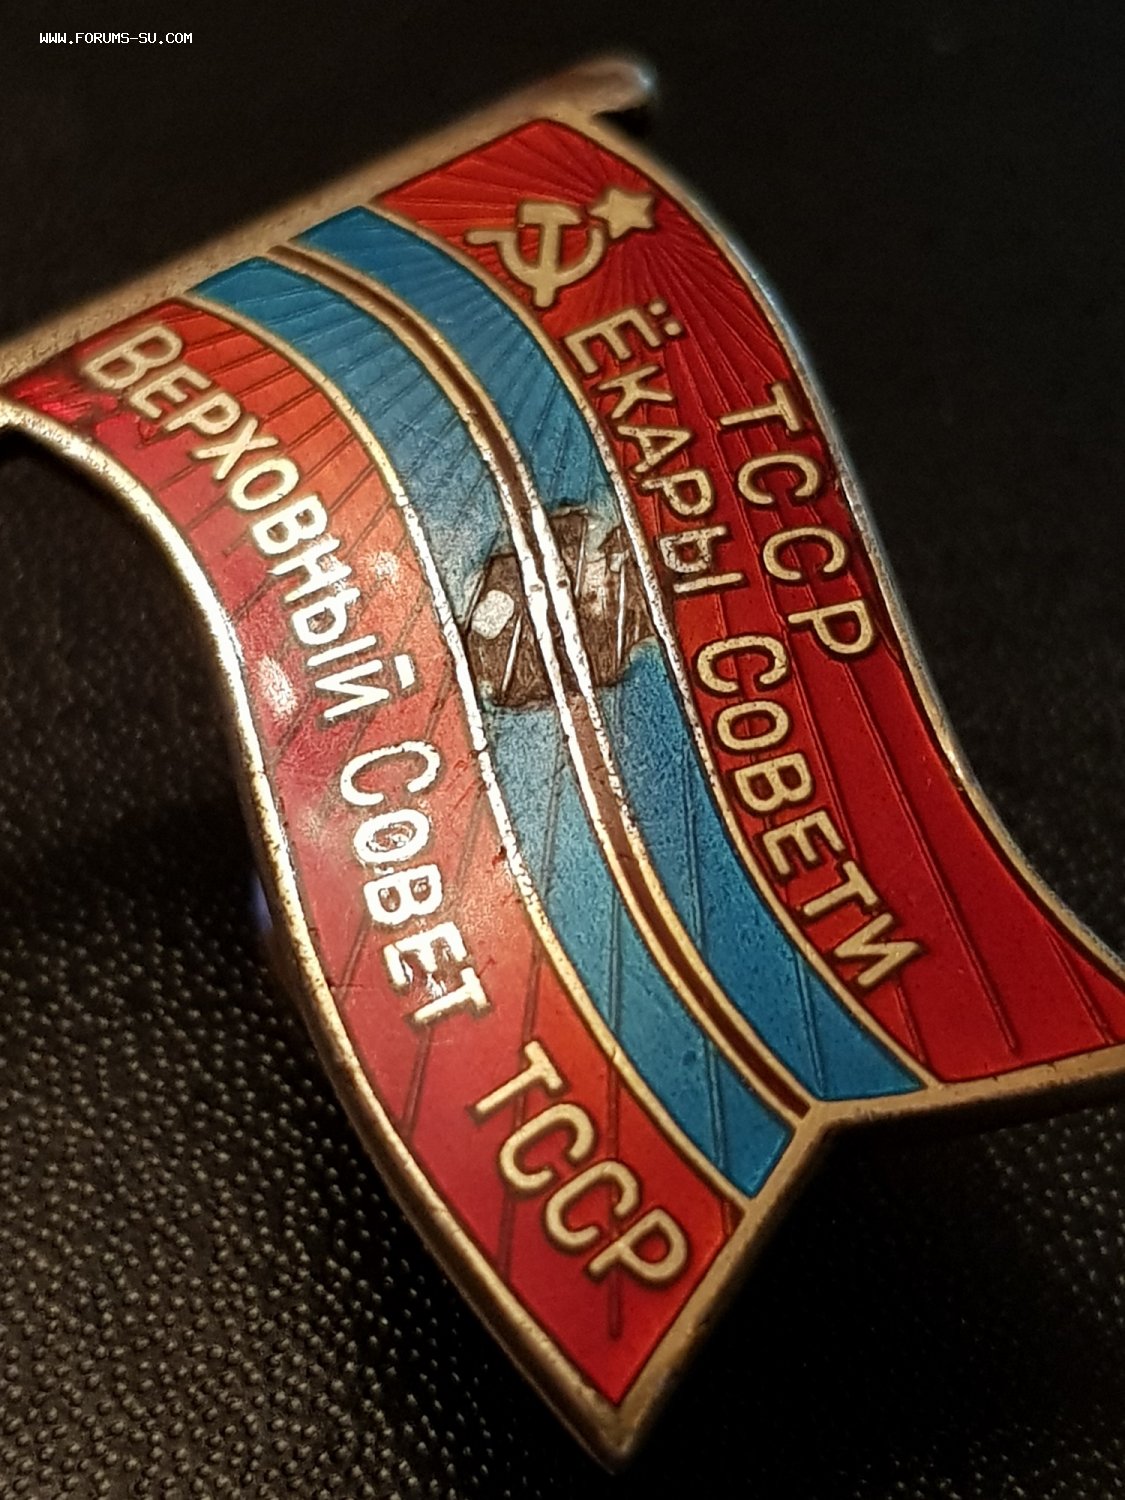 WWW.FORUMS-SU.COM
ТССР
ЁКАРЫ СОВЕТИ
ВЕРХОВНЫЙ СОВЕТ
ТССР